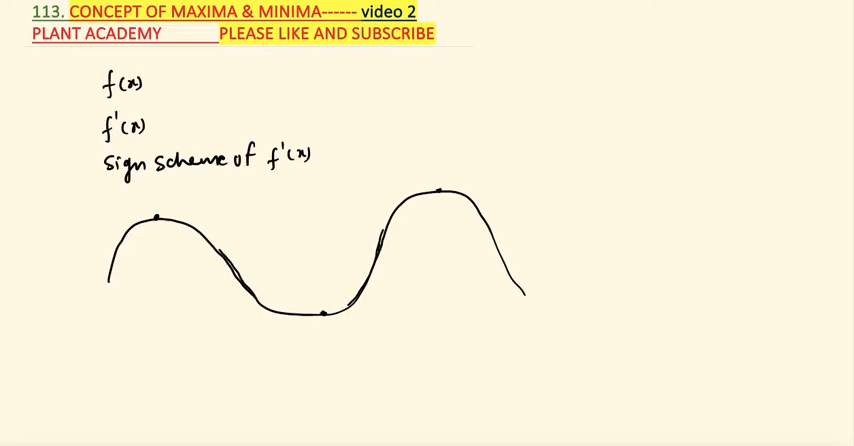 113. CONCEPT OF MAXIMA & MINIMA------ video 2
PLANT ACADEMY PLEASE LIKE AND SUBSCRIBE
f(x)
f'(x)
sign scheme of f'(x)